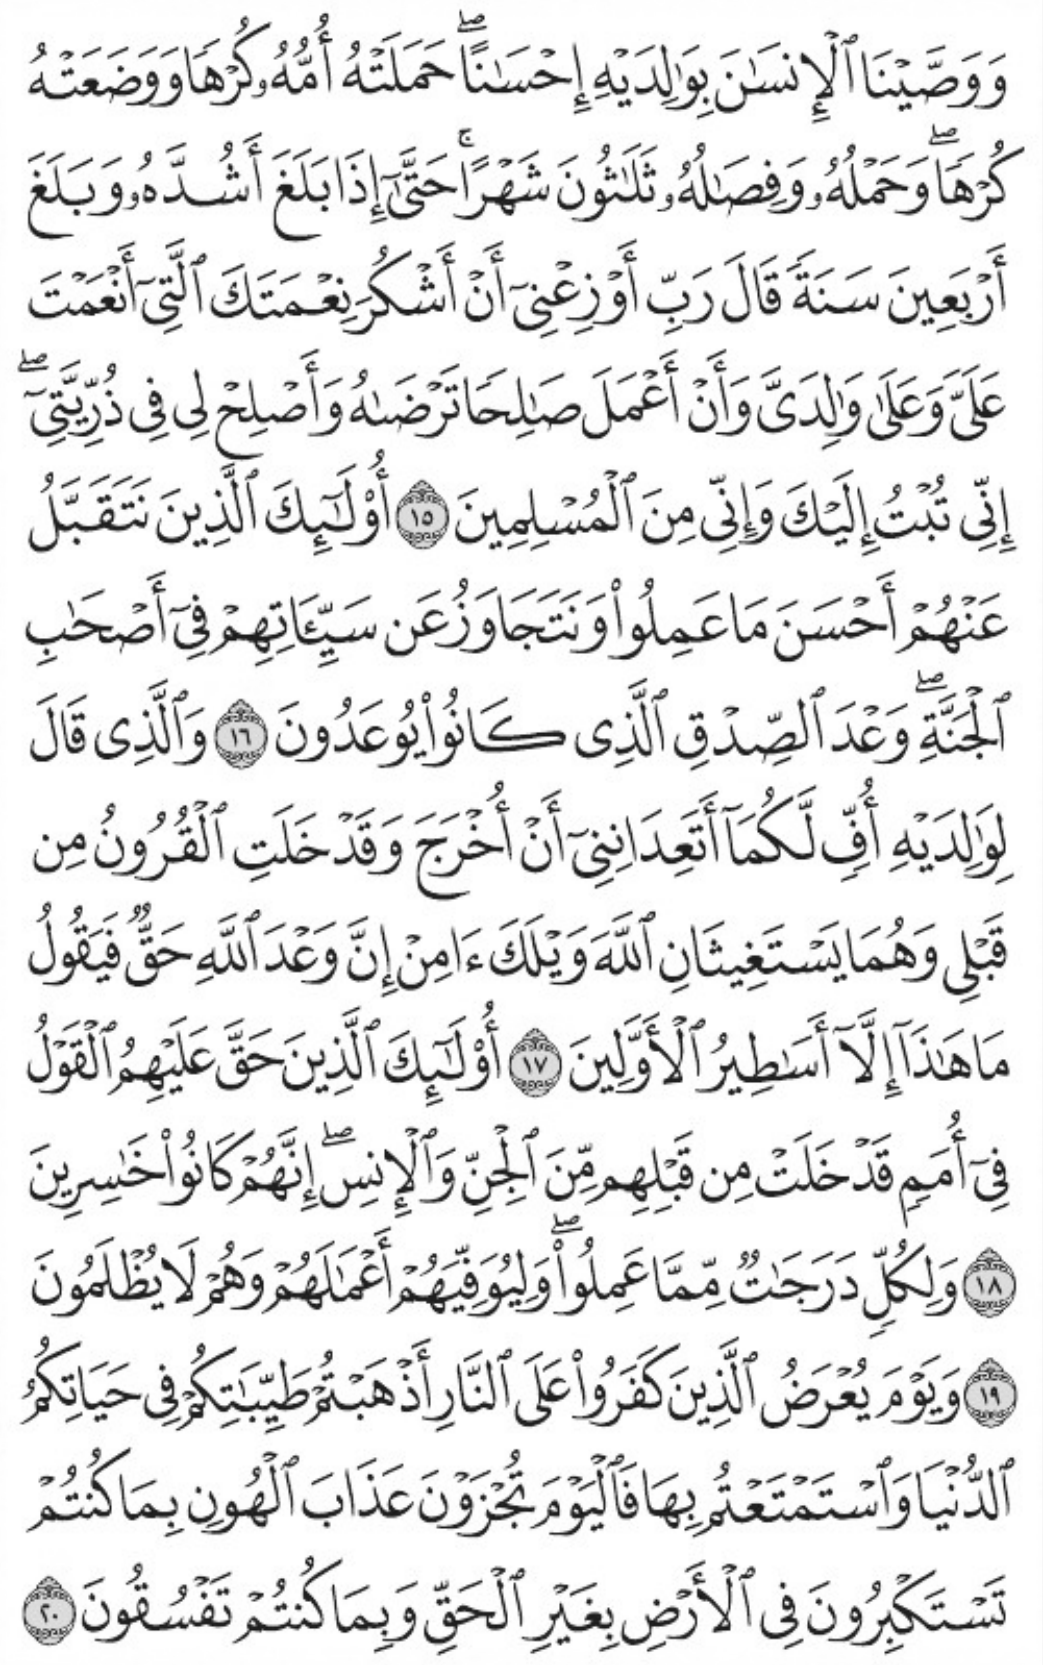 وَوَصَّيْنَا ٱلْإِنسَٰنَ بِوَٰلِدَيْهِ إِحْسَٰنًا ۖ حَمَلَتْهُ أُمُّهُۥ كُرْهًا وَوَضَعَتْهُ
كُرْهًا ۖ وَحَمْلُهُۥ وَفِصَٰلُهُۥ ثَلَٰثُونَ شَهْرًا ۚ حَتَّىٰٓ إِذَا بَلَغَ أَشُدَّهُۥ وَبَلَغَ
أَرْبَعِينَ سَنَةً قَالَ رَبِّ أَوْزِعْنِىٓ أَنْ أَشْكُرَ نِعْمَتَكَ ٱلَّتِىٓ أَنْعَمْتَ
عَلَىَّ وَعَلَىٰ وَٰلِدَىَّ وَأَنْ أَعْمَلَ صَٰلِحًا تَرْضَىٰهُ وَأَصْلِحْ لِى فِى ذُرِّيَّتِىٓ ۖ
إِنِّى تُبْتُ إِلَيْكَ وَإِنِّى مِنَ ٱلْمُسْلِمِينَ ١٥ أُو۟لَٰٓئِكَ ٱلَّذِينَ نَتَقَبَّلُ
عَنْهُمْ أَحْسَنَ مَا عَمِلُوا۟ وَنَتَجَاوَزُ عَن سَيِّـَٔاتِهِمْ فِىٓ أَصْحَٰبِ
ٱلْجَنَّةِ ۖ وَعْدَ ٱلصِّدْقِ ٱلَّذِى كَانُوا۟ يُوعَدُونَ ١٦ وَٱلَّذِى قَالَ
لِوَٰلِدَيْهِ أُفٍّ لَّكُمَآ أَتَعِدَانِنِىٓ أَنْ أُخْرَجَ وَقَدْ خَلَتِ ٱلْقُرُونُ مِن
قَبْلِى وَهُمَا يَسْتَغِيثَانِ ٱللَّهَ وَيْلَكَ ءَامِنْ إِنَّ وَعْدَ ٱللَّهِ حَقٌّ فَيَقُولُ
مَا هَٰذَآ إِلَّآ أَسَٰطِيرُ ٱلْأَوَّلِينَ ١٧ أُو۟لَٰٓئِكَ ٱلَّذِينَ حَقَّ عَلَيْهِمُ ٱلْقَوْلُ
فِىٓ أُمَمٍ قَدْ خَلَتْ مِن قَبْلِهِم مِّنَ ٱلْجِنِّ وَٱلْإِنسِ ۖ إِنَّهُمْ كَانُوا۟ خَٰسِرِينَ
١٨ وَلِكُلٍّ دَرَجَٰتٌ مِّمَّا عَمِلُوا۟ ۖ وَلِيُوَفِّيَهُمْ أَعْمَٰلَهُمْ وَهُمْ لَا يُظْلَمُونَ
١٩ وَيَوْمَ يُعْرَضُ ٱلَّذِينَ كَفَرُوا۟ عَلَى ٱلنَّارِ أَذْهَبْتُمْ طَيِّبَٰتِكُمْ فِى حَيَاتِكُمُ
ٱلدُّنْيَا وَٱسْتَمْتَعْتُم بِهَا فَٱلْيَوْمَ تُجْزَوْنَ عَذَابَ ٱلْهُونِ بِمَا كُنتُمْ
تَسْتَكْبِرُونَ فِى ٱلْأَرْضِ بِغَيْرِ ٱلْحَقِّ وَبِمَا كُنتُمْ تَفْسُقُونَ ٢٠